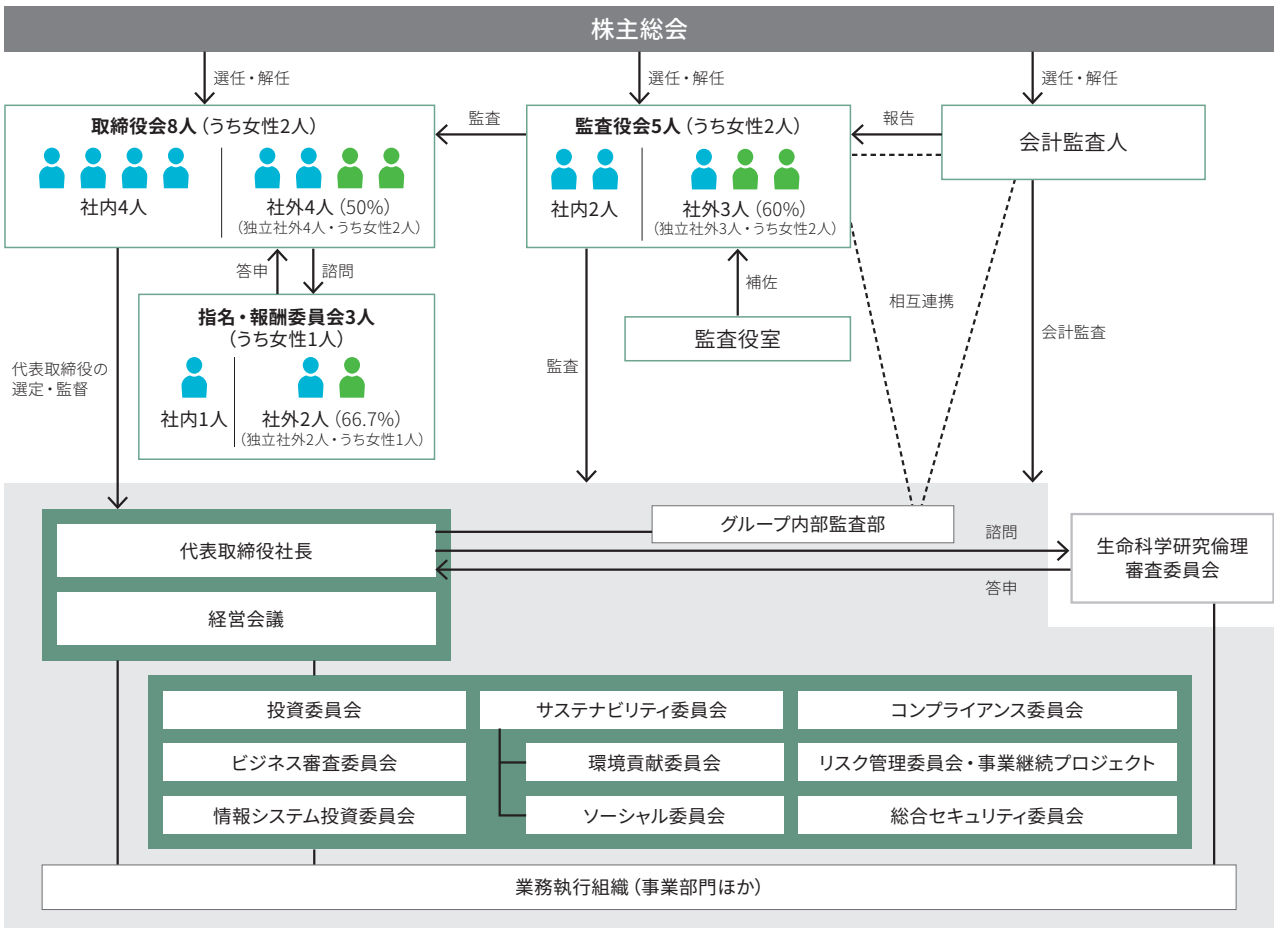 株主総会
選任・解任
選任・解任
選任・解任
取締役会8人（うち女性2人）
社内4人
社外4人（50%）
（独立社外4人・うち女性2人）
監査
監査役会5人（うち女性2人）
社内2人
社外3人（60%）
（独立社外3人・うち女性2人）
報告
会計監査人
答申
諮問
補佐
相互連携
指名・報酬委員会3人
（うち女性1人）
社内1人
社外2人（66.7%）
（独立社外2人・うち女性1人）
監査役室
代表取締役の
選定・監督
監査
会計監査
グループ内部監査部
代表取締役社長
経営会議
諮問
答申
生命科学研究倫理
審査委員会
投資委員会
サステナビリティ委員会
コンプライアンス委員会
ビジネス審査委員会
環境貢献委員会
リスク管理委員会・事業継続プロジェクト
情報システム投資委員会
ソーシャル委員会
総合セキュリティ委員会
業務執行組織（事業部門ほか）